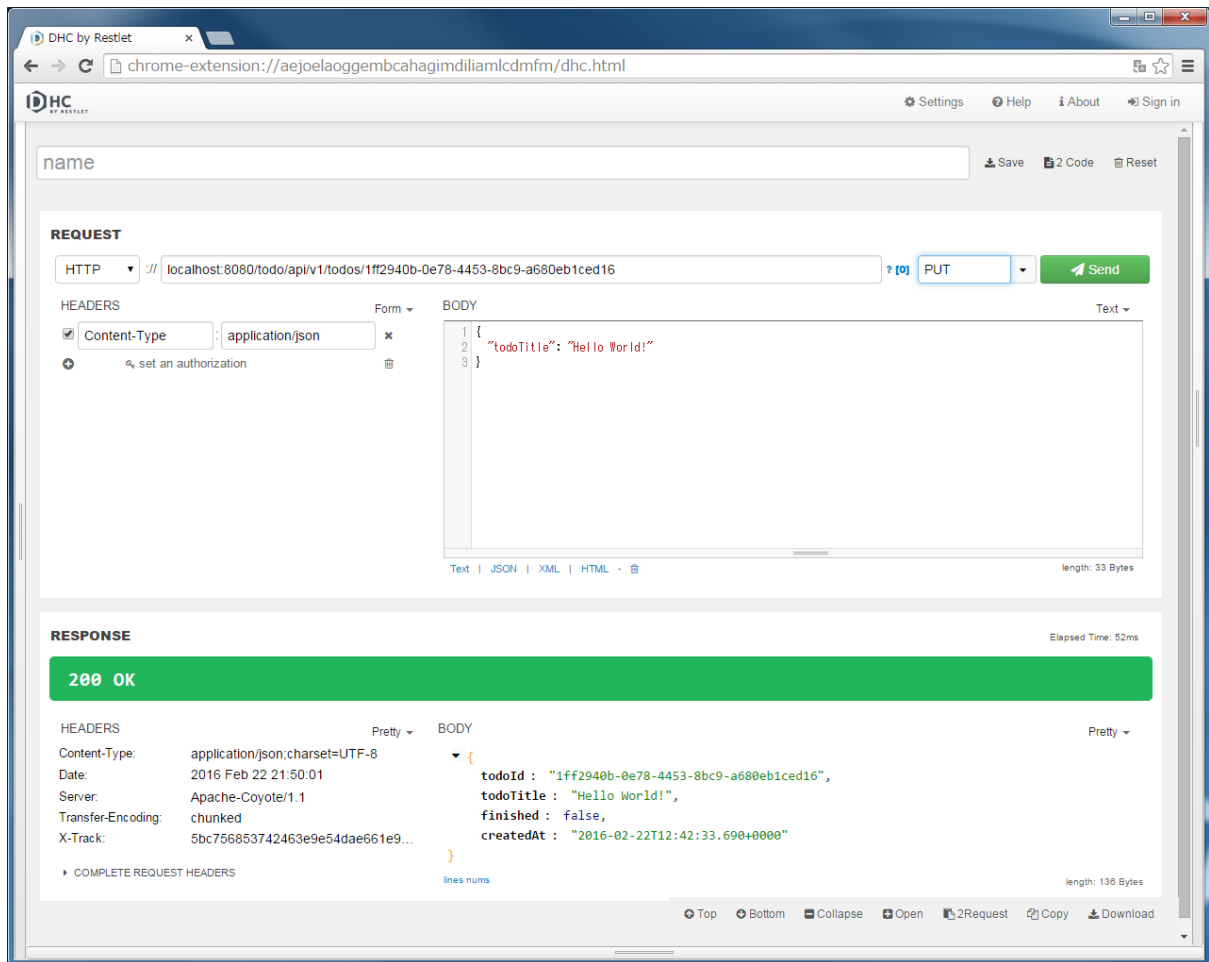 DHC by Restlet
chrome-extension://aejoelaoggembcahagimdiliamlcdmfm/dhc.html
DHC BY RESTLET Settings Help About Sign in
name Save 2 Code Reset
REQUEST
HTTP :// localhost:8080/todo/api/v1/todos/1ff2940b-0e78-4453-8bc9-a680eb1ced16 ? [0] PUT Send
HEADERS Form BODY Text
Content-Type : application/json
set an authorization
1 {
2 "todoTitle": "Hello World!"
3 }
Text | JSON | XML | HTML - length: 33 Bytes
RESPONSE Elapsed Time: 52ms
200 OK
HEADERS Pretty BODY Pretty
Content-Type: application/json;charset=UTF-8
Date: 2016 Feb 22 21:50:01
Server: Apache-Coyote/1.1
Transfer-Encoding: chunked
X-Track: 5bc756853742463e9e54dae661e9...
COMPLETE REQUEST HEADERS
{
todoId : "1ff2940b-0e78-4453-8bc9-a680eb1ced16",
todoTitle : "Hello World!",
finished : false,
createdAt : "2016-02-22T12:42:33.690+0000"
}
lines nums length: 136 Bytes
Top Bottom Collapse Open 2Request Copy Download